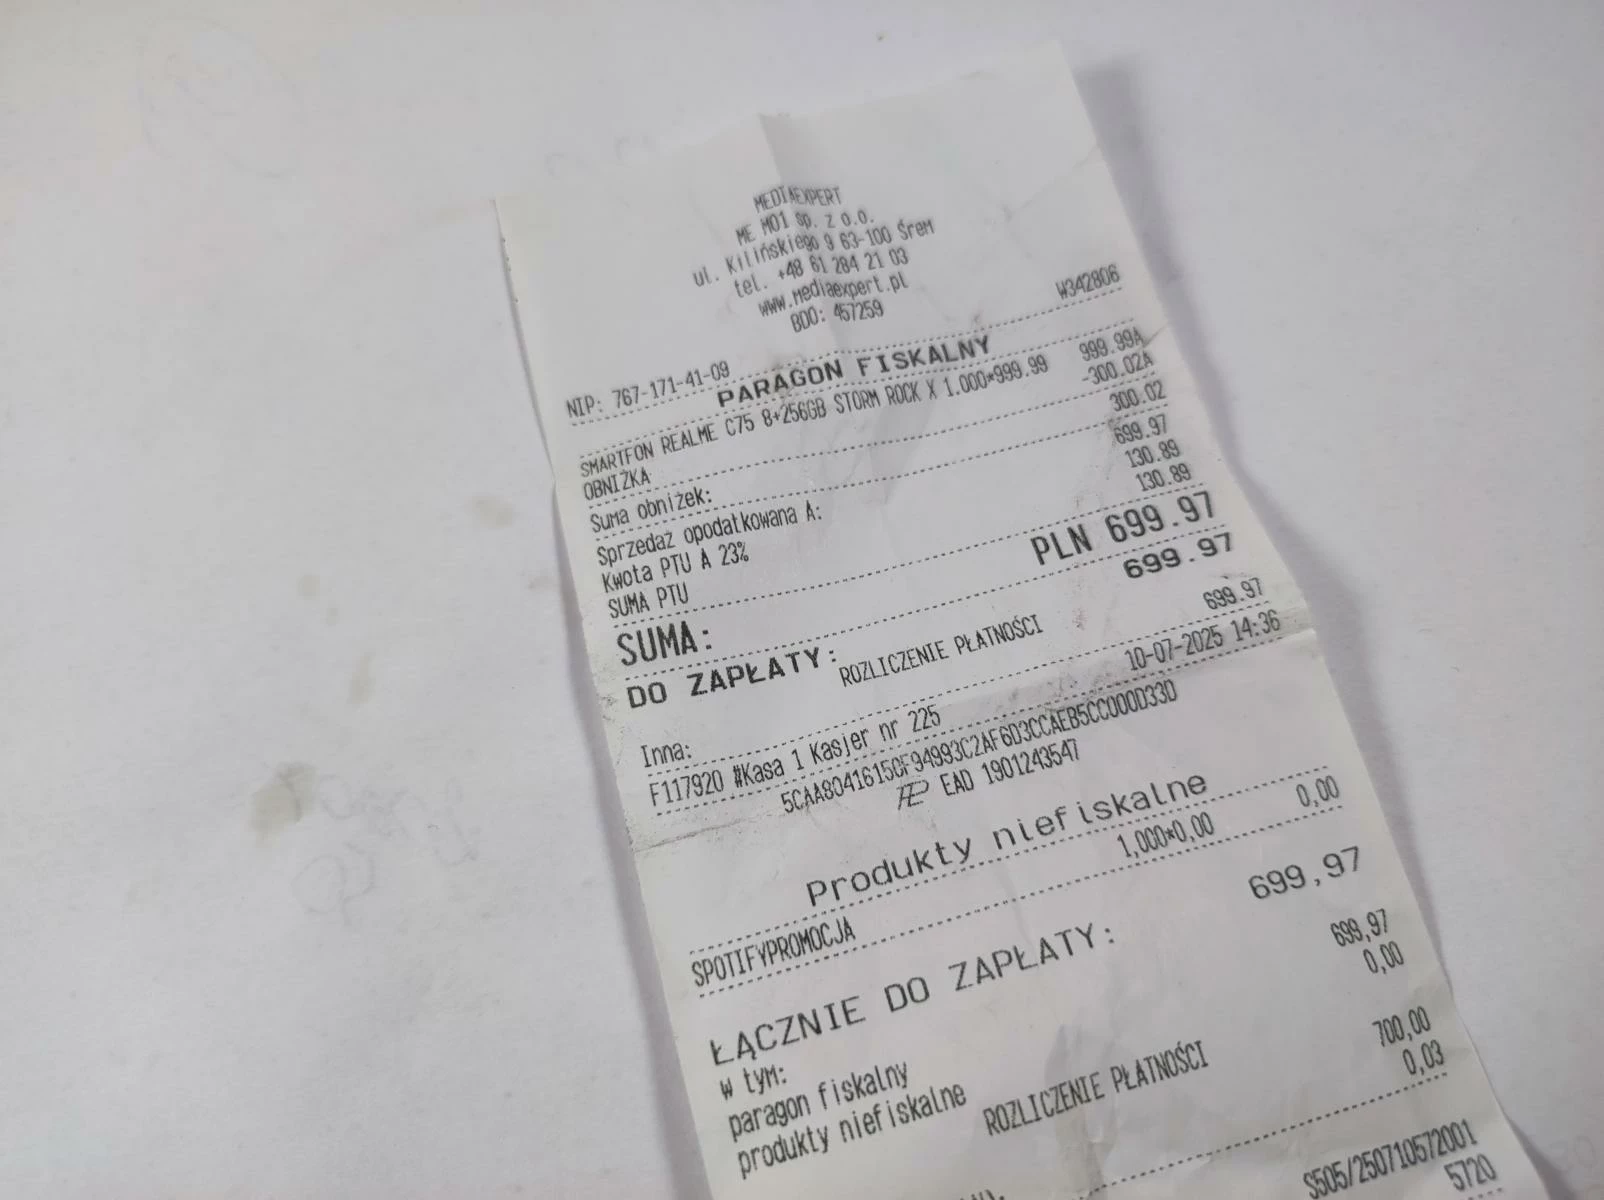 MEDIAEXPERT
ME M01 sp. z o.o.
ul. Kilińskiego 9 63-100 Śrem
tel. +48 61 284 21 03
www.mediaexpert.pl
BDO: 457259
NIP: 767-171-41-09 W342806
PARAGON FISKALNY
SMARTFON REALME C75 8+256GB STORM ROCK X 1.000*999.99 999.99A
OBNIŻKA -300.02A
Suma obniżek: 300.02
Sprzedaż opodatkowana A: 699.97
Kwota PTU A 23% 130.89
SUMA PTU 130.89
SUMA: PLN 699.97
DO ZAPŁATY: 699.97
ROZLICZENIE PŁATNOŚCI
Inna: 699.97
F117920 #Kasa 1 Kasjer nr 225 10-07-2025 14:36
5CAA80416150F94993C2AF6D3CCAEB5CC000D33D
EAD 1901243547
Produkty niefiskalne
SPOTIFYPROMOCJA 1,000*0,00 0,00
ŁĄCZNIE DO ZAPŁATY: 699,97
w tym:
paragon fiskalny 699,97
produkty niefiskalne 0,00
ROZLICZENIE PŁATNOŚCI
700,00
0,03
S505/250710572001
5720